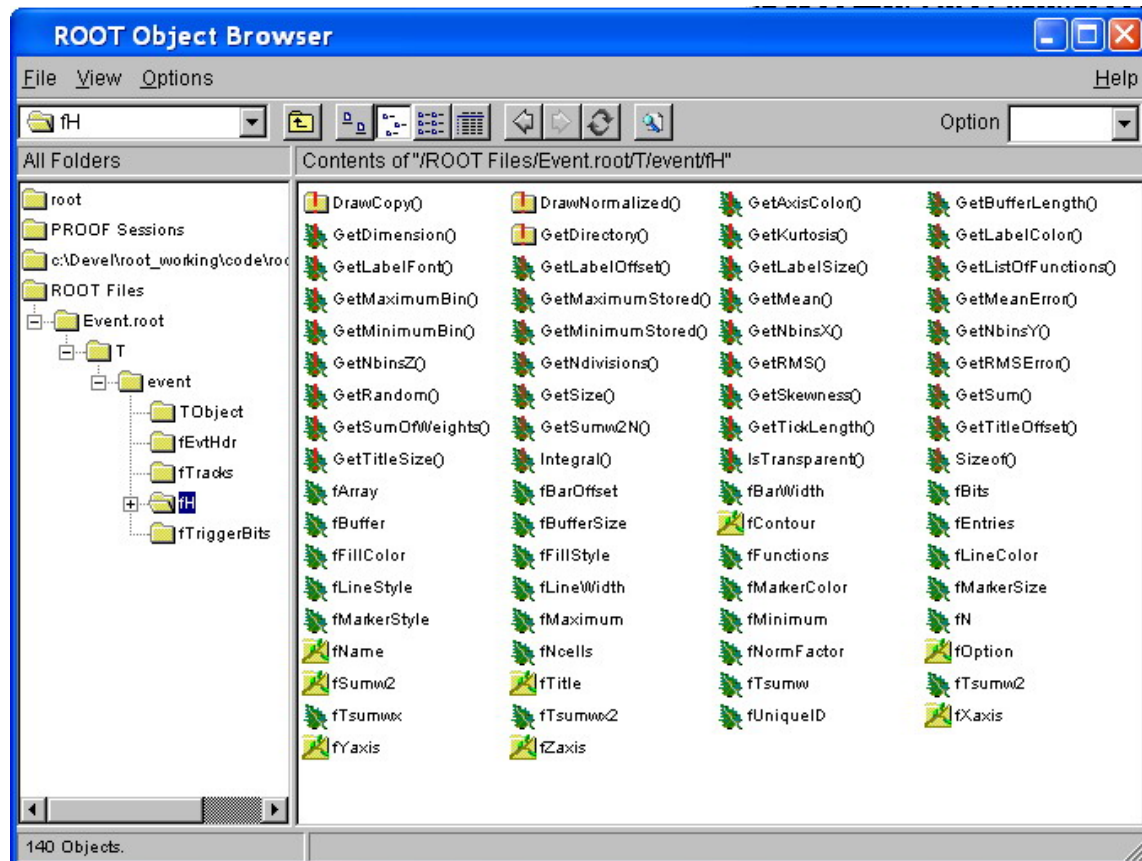 ROOT Object Browser
File View Options Help
fH Option
All Folders Contents of "/ROOT Files/Event.root/T/event/fH"
root
PROOF Sessions
c:\Devel\root_working\code\roo
ROOT Files
Event.root
T
event
TObject
fEvtHdr
fTracks
fH
fTriggerBits
DrawCopy() DrawNormalized() GetAxisColor() GetBufferLength()
GetDimension() GetDirectory() GetKurtosis() GetLabelColor()
GetLabelFont() GetLabelOffset() GetLabelSize() GetListOfFunctions()
GetMaximumBin() GetMaximumStored() GetMean() GetMeanError()
GetMinimumBin() GetMinimumStored() GetNbinsX() GetNbinsY()
GetNbinsZ() GetNdivisions() GetRMS() GetRMSError()
GetRandom() GetSize() GetSkewness() GetSum()
GetSumOfWeights() GetSumw2N() GetTickLength() GetTitleOffset()
GetTitleSize() Integral() IsTransparent() Sizeof()
fArray fBarOffset fBarWidth fBits
fBuffer fBufferSize fContour fEntries
fFillColor fFillStyle fFunctions fLineColor
fLineStyle fLineWidth fMarkerColor fMarkerSize
fMarkerStyle fMaximum fMinimum fN
fName fNcells fNormFactor fOption
fSumw2 fTitle fTsumw fTsumw2
fTsumwx fTsumwx2 fUniqueID fXaxis
fYaxis fZaxis
140 Objects.